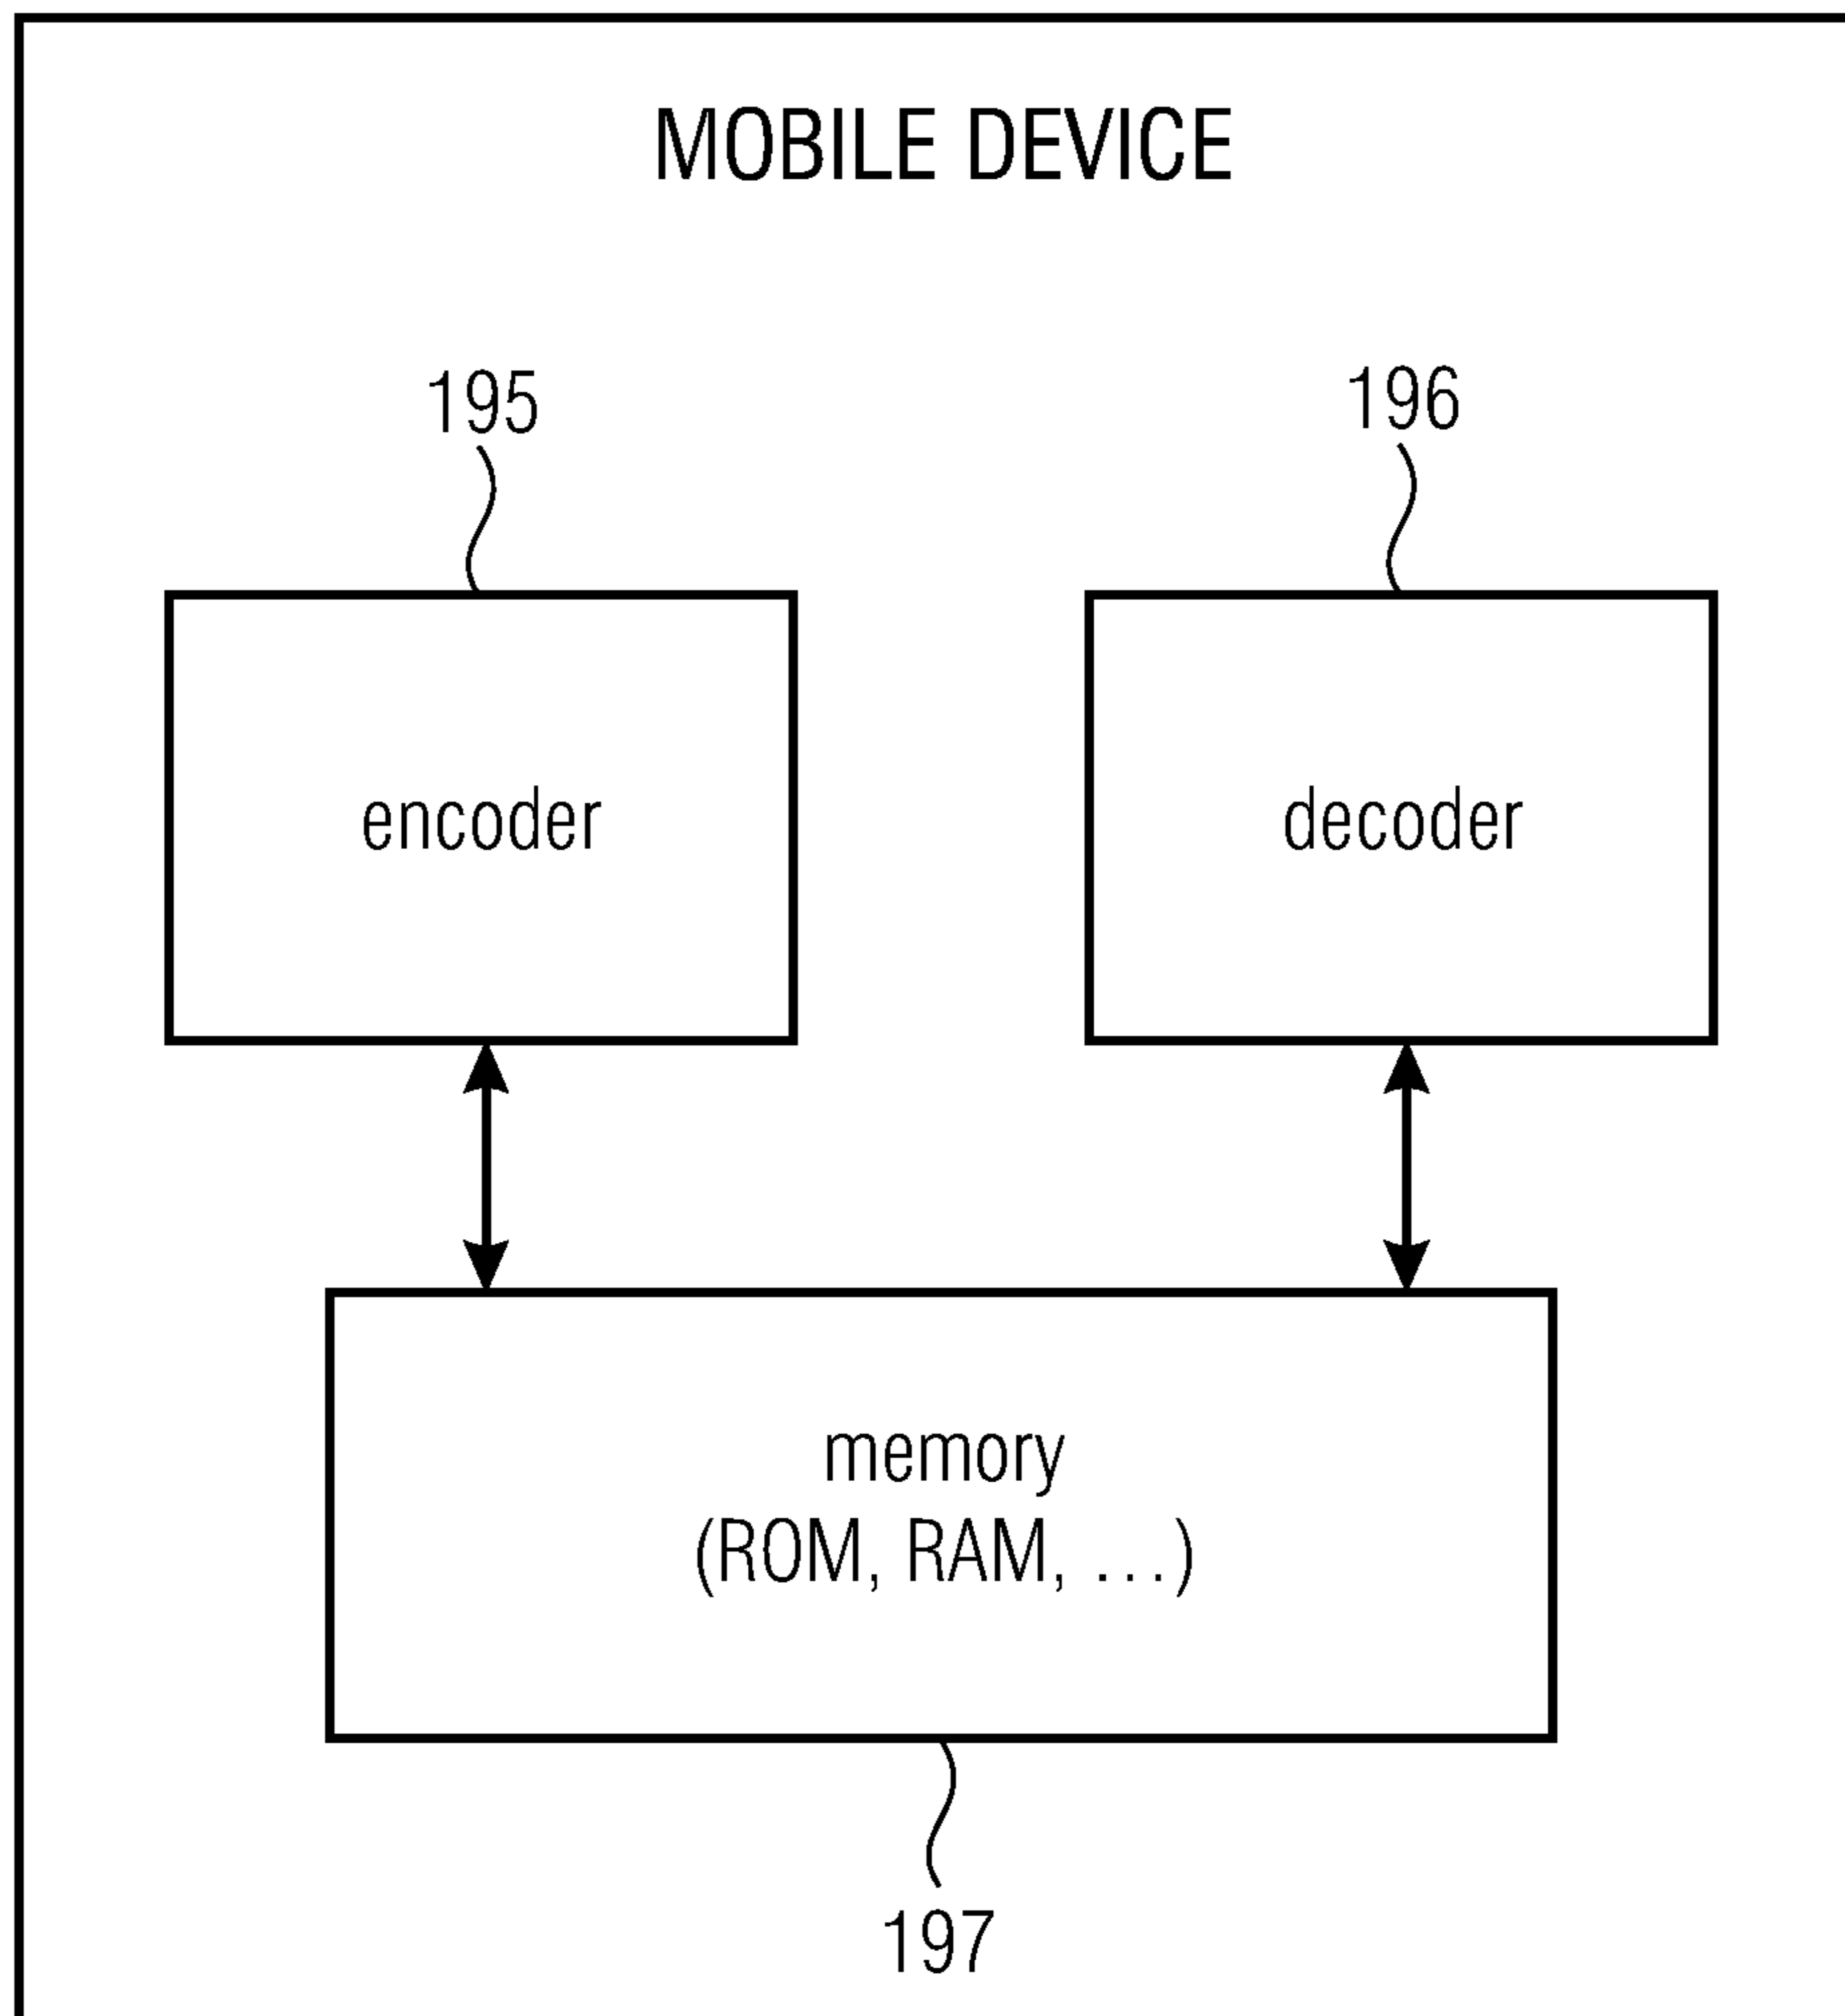 MOBILE DEVICE
195
196
encoder
decoder
memory
(ROM, RAM, ...)
197